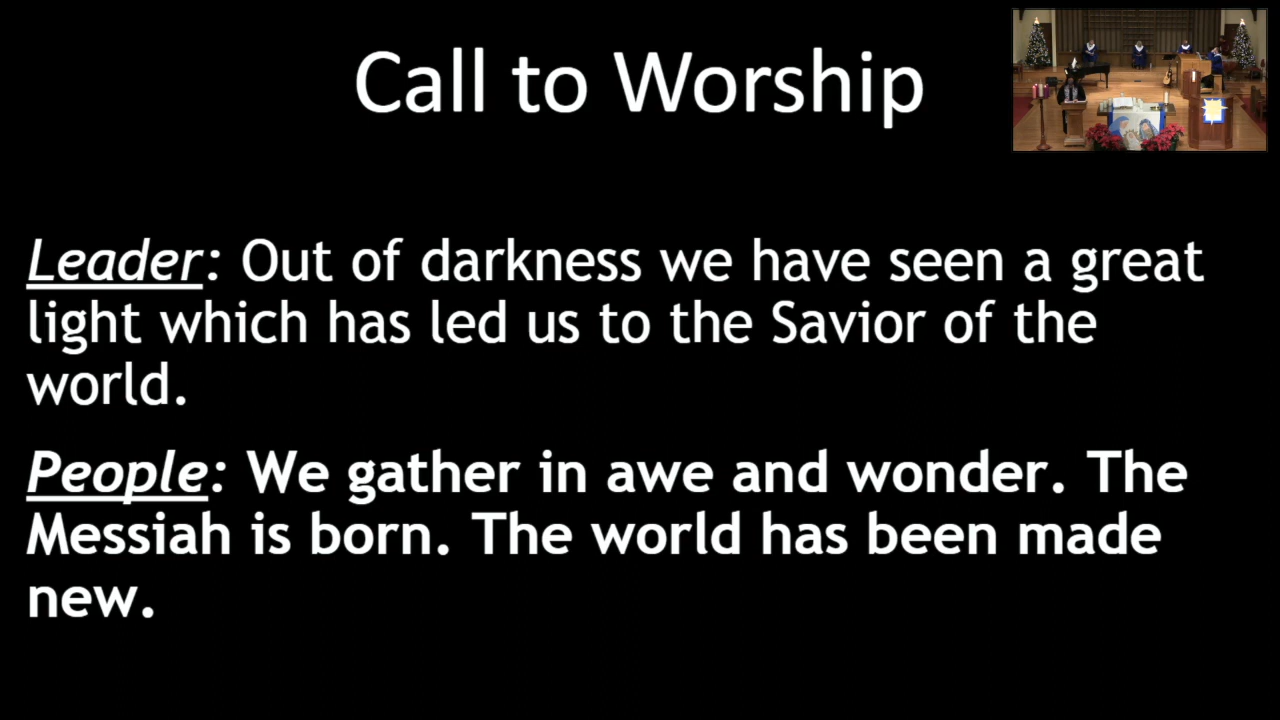 Call to Worship
Leader: Out of darkness we have seen a great
light which has led us to the Savior of the
world.
People: We gather in awe and wonder. The
Messiah is born. The world has been made
new.